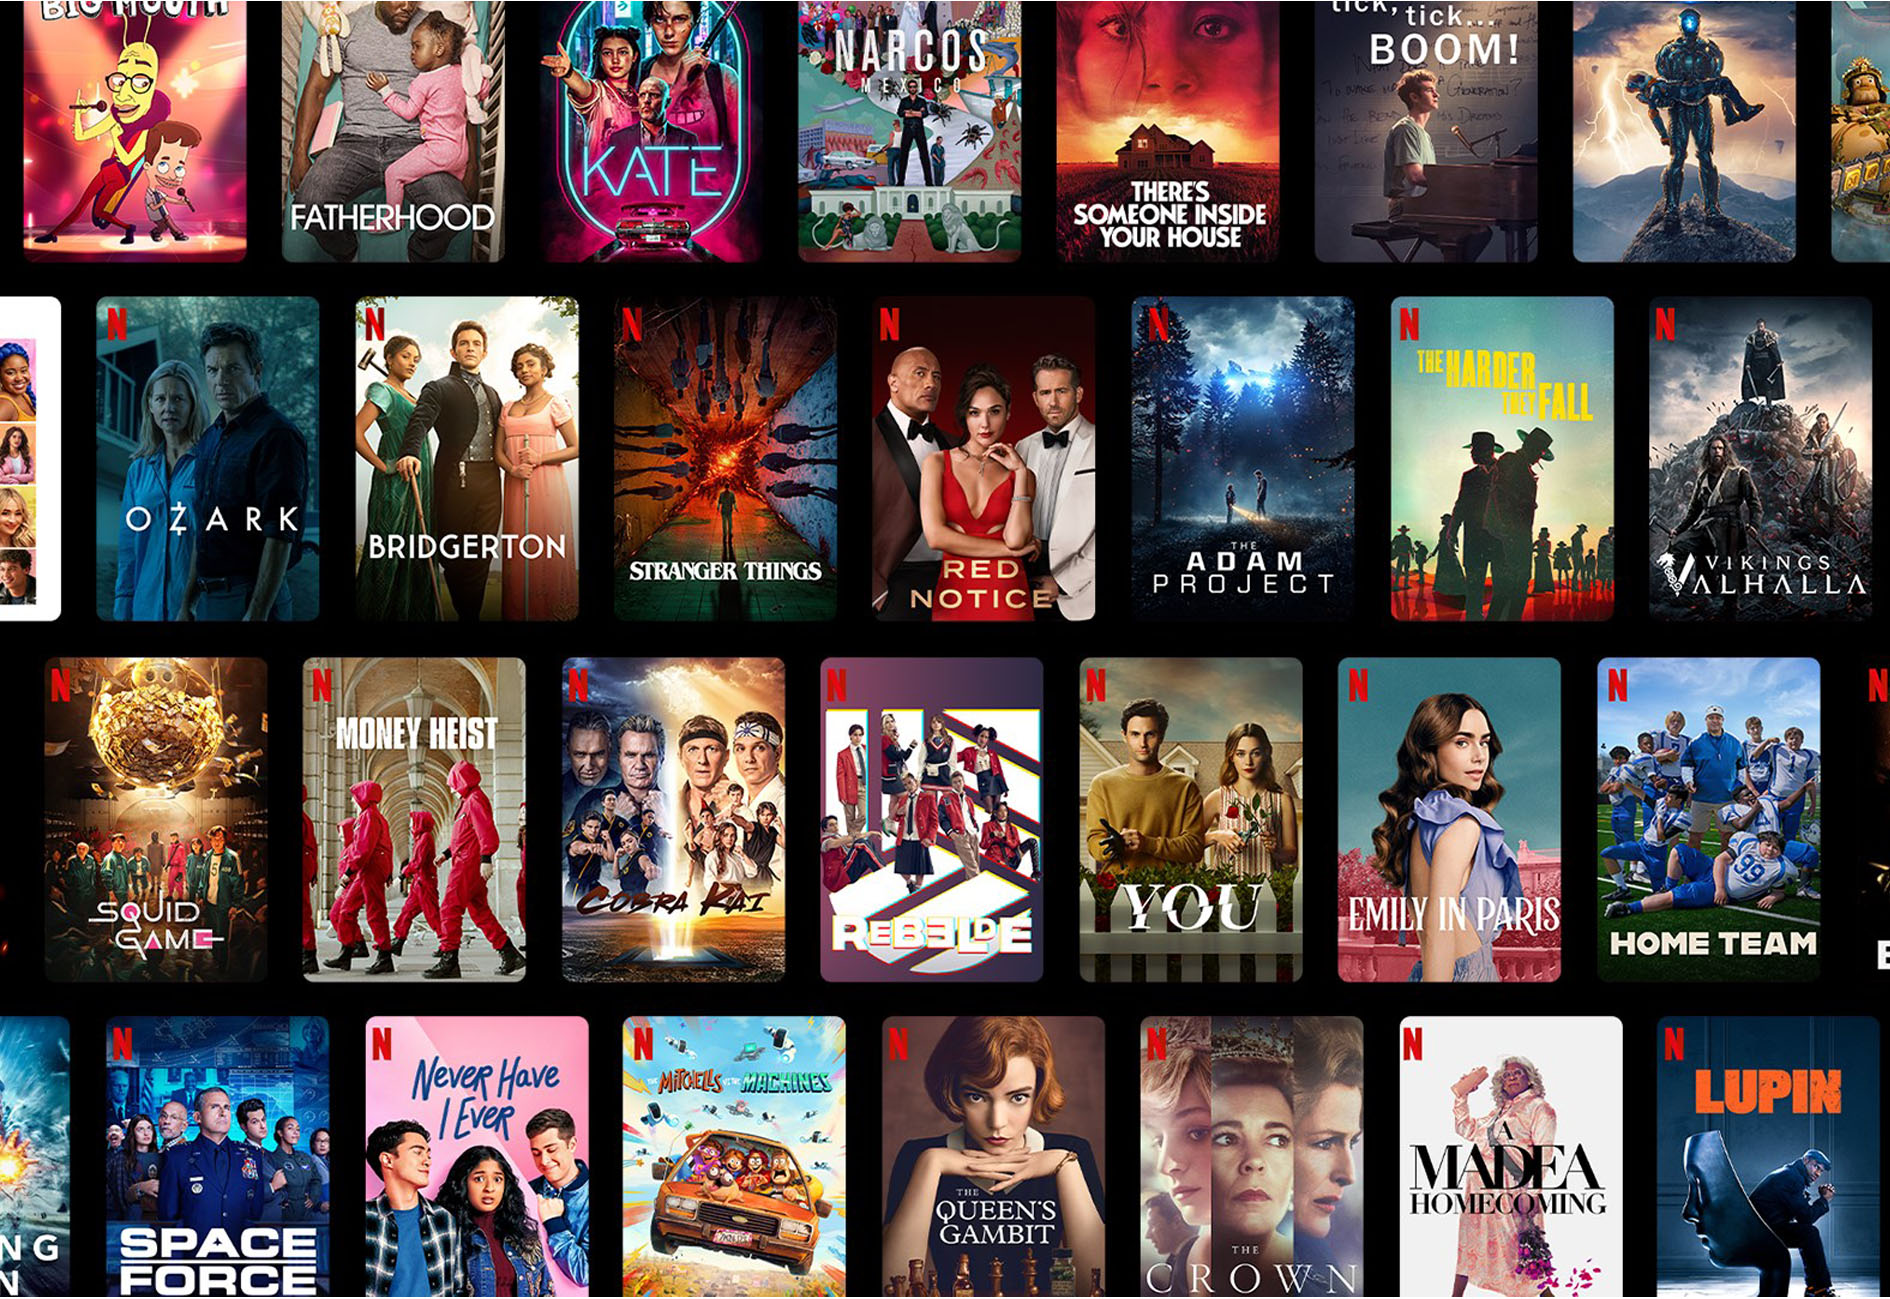 BIG MOUTH
FATHERHOOD
KATE
NARCOS
MEXICO
THERE'S
SOMEONE INSIDE
YOUR HOUSE
tick, tick...
BOOM!
N
OZARK
N
BRIDGERTON
N
STRANGER THINGS
N
RED
NOTICE
N
THE
ADAM
PROJECT
N
THE HARDER
THEY FALL
N
VIKINGS
VALHALLA
N
SQUID
GAME
N
MONEY HEIST
N
COBRA KAI
N
REBELDE
N
YOU
N
EMILY IN PARIS
N
99
HOME TEAM
N
E
NG
N
N
SPACE
FORCE
N
NEVER HAVE
I EVER
N
THE MITCHELLS VS THE MACHINES
N
THE
QUEEN'S
GAMBIT
N
THE
CROWN
N
A
MADEA
HOMECOMING
N
LUPIN